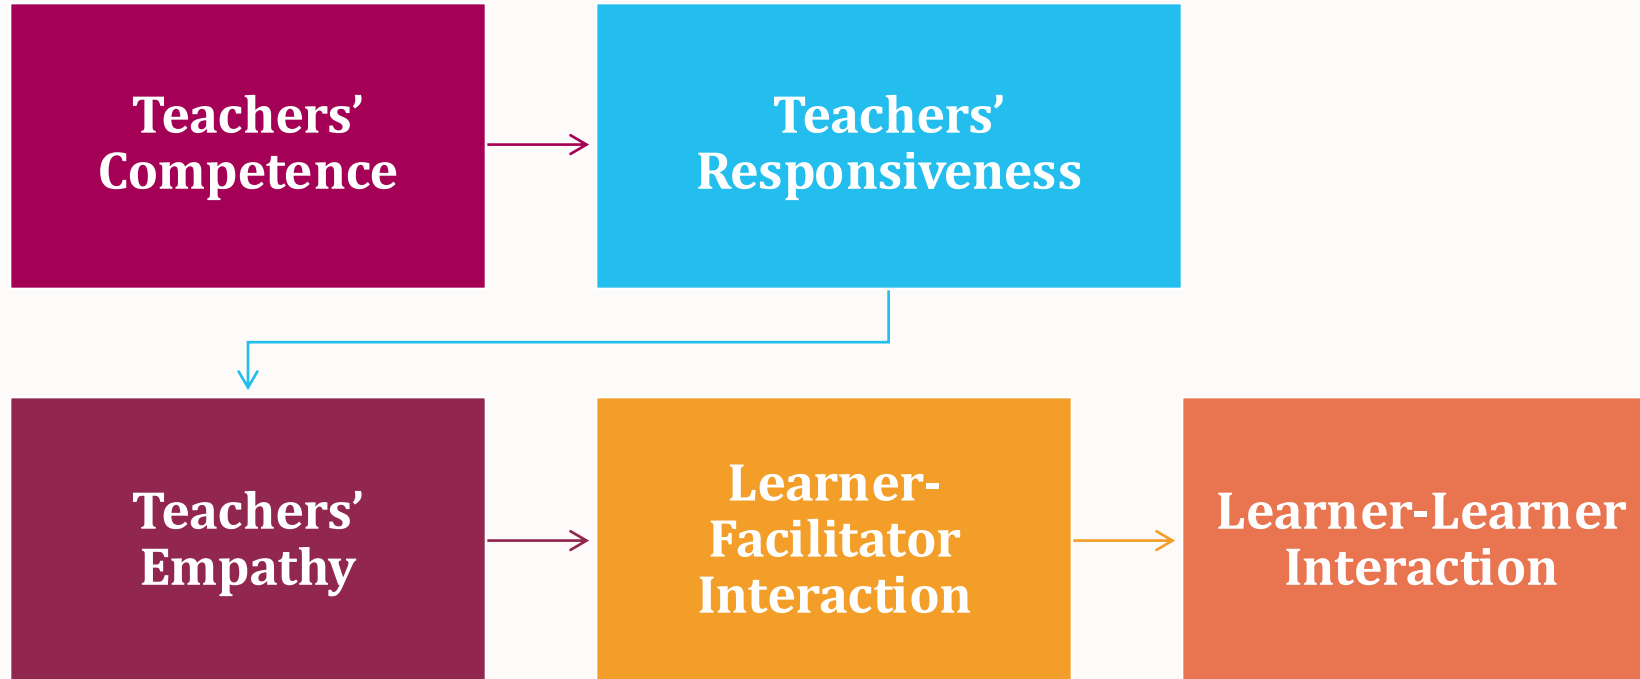 Teachers’
Competence
Teachers’
Responsiveness
Teachers’
Empathy
Learner-
Facilitator
Interaction
Learner-Learner
Interaction